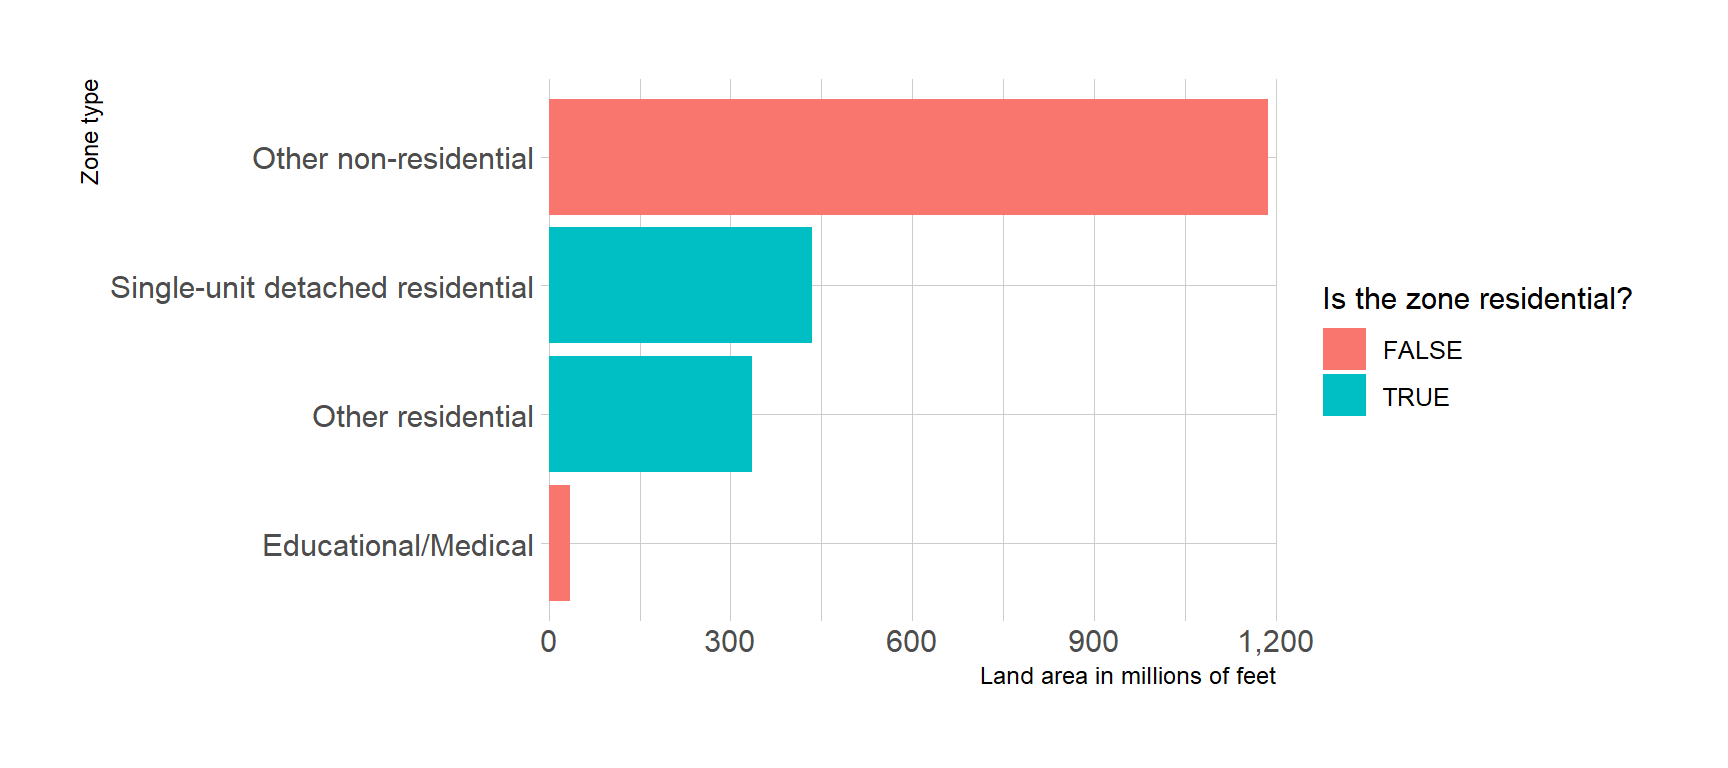 Zone type
Other non-residential
Single-unit detached residential
Other residential
Educational/Medical
0 300 600 900 1,200
Land area in millions of feet
Is the zone residential?
FALSE
TRUE